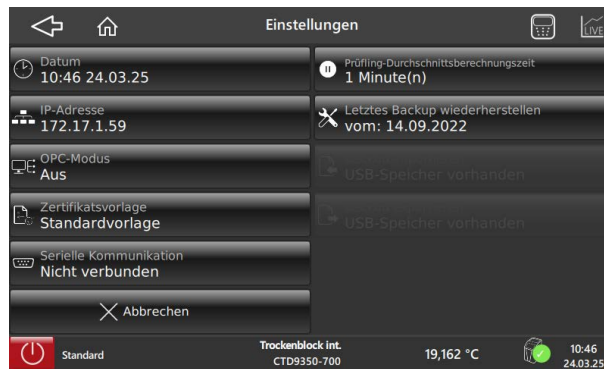 Einstellungen
LIVE
Datum
10:46 24.03.25
Prüfling-Durchschnittsberechnungszeit
1 Minute(n)
IP-Adresse
172.17.1.59
Letztes Backup wiederherstellen
vom: 14.09.2022
OPC-Modus
Aus
USB-Speicher vorhanden
Zertifikatsvorlage
Standardvorlage
USB-Speicher vorhanden
Serielle Kommunikation
Nicht verbunden
Abbrechen
Standard
Trockenblock int.
CTD9350-700
19,162 °C
10:46
24.03.25